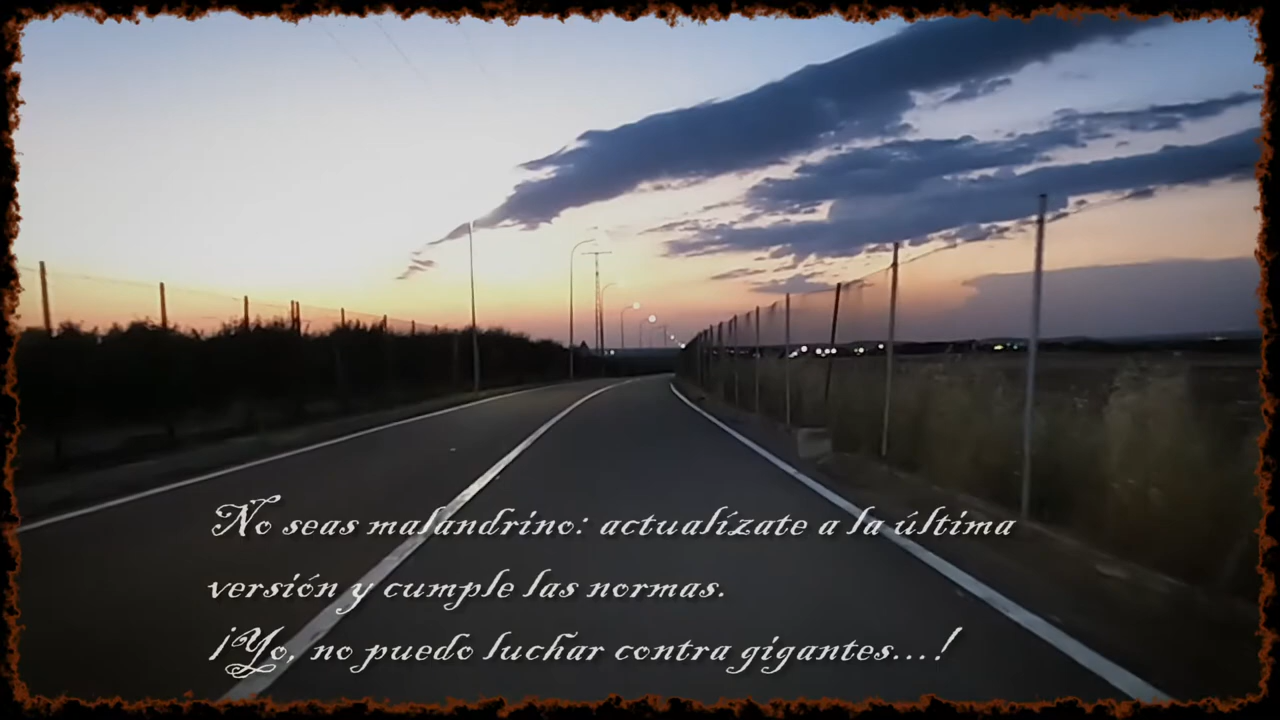 No seas malandrino: actualízate a la última
versión y cumple las normas.
¡Yo, no puedo luchar contra gigantes...!